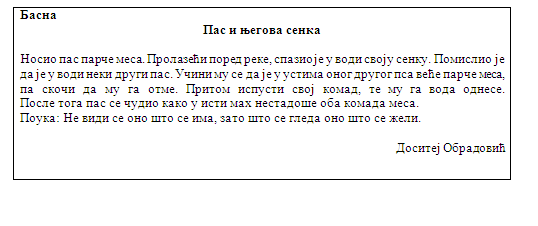 Басна
Пас и његова сенка
Носио пас парче меса. Пролазећи поред реке, спазио је у води своју сенку. Помислио је
да је у води неки други пас. Учини му се да је у устима оног другог пса веће парче меса,
па скочи да му га отме. Притом испусти свој комад, те му га вода однесе.
После тога пас се чудио како у исти мах нестадоше оба комада меса.
Поука: Не види се оно што се има, зато што се гледа оно што се жели.
Доситеј Обрадовић